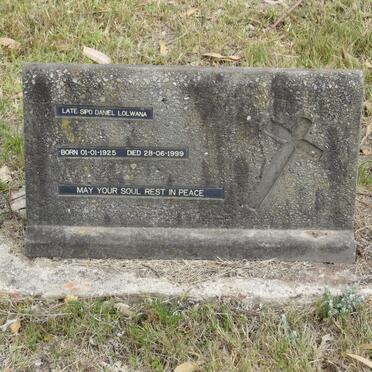 LATE SIPO DANIEL LOLWANA
BORN 01-01-1925 DIED 28-06-1999
MAY YOUR SOUL REST IN PEACE